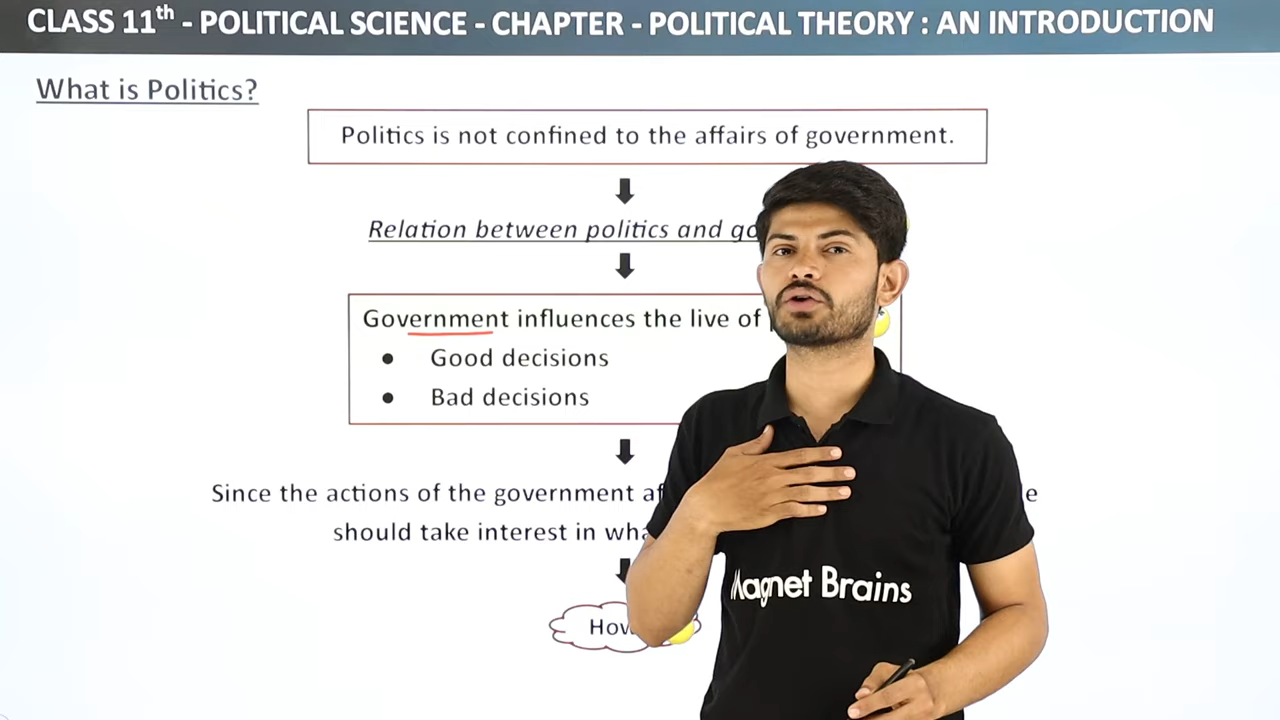 CLASS 11th - POLITICAL SCIENCE - CHAPTER - POLITICAL THEORY : AN INTRODUCTION
What is Politics?
Politics is not confined to the affairs of government.
Relation between politics and
Government influences the live of
● Good decisions
● Bad decisions
Since the actions of the government
should take interest in
How
Magnet Brains